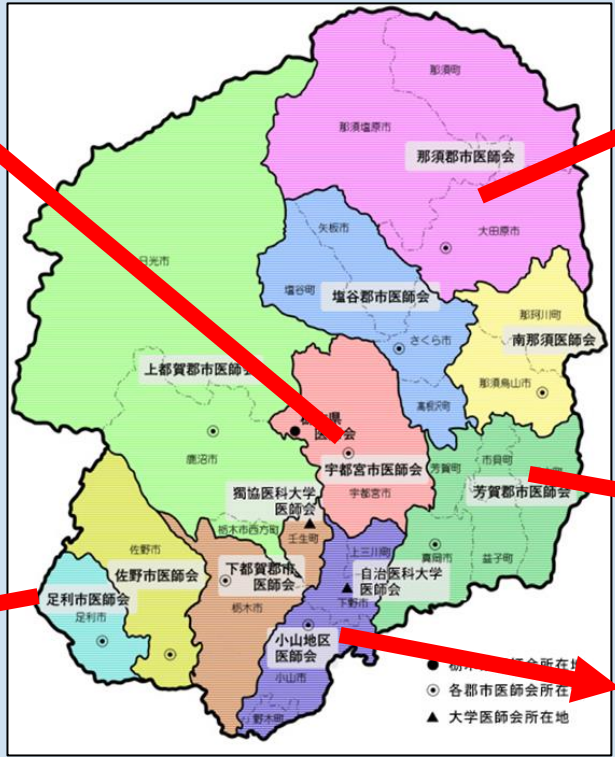 那須町
那須塩原市
那須郡市医師会
大田原市
矢板市
日光市
塩谷町
塩谷郡市医師会
那珂川町
さくら市
南那須医師会
上都賀郡市医師会
那須烏山市
高根沢町
県
医師会
宇都宮市医師会
芳賀町
市貝町
鹿沼市
獨協医科大学
医師会
宇都宮市
芳賀郡市医師会
栃木市西方町
壬生町
上三川町
真岡市
益子町
佐野市
佐野市医師会
下都賀郡市
医師会
自治医科大学
医師会
足利市医師会
足利市
栃木市
下野市
小山地区
医師会
小山市
野木町
師会所在地
各郡市医師会所在
大学医師会所在地